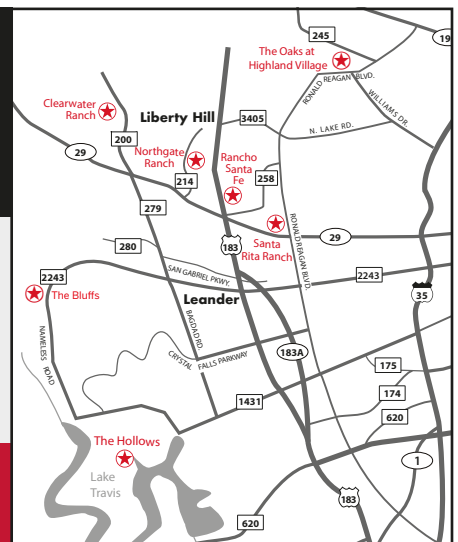 245
19
The Oaks at
Highland Village
RONALD REAGAN BLVD.
WILLIAMS DR.
Clearwater
Ranch
Liberty Hill
3405
N. LAKE RD.
200
29
Northgate
Ranch
Rancho
Santa
Fe
214
258
279
RONALD REAGAN BLVD.
183
Santa
Rita Ranch
29
280
2243
SAN GABRIEL PKWY.
2243
The Bluffs
Leander
35
NAMELESS ROAD
BAGDAD RD.
CRYSTAL FALLS PARKWAY
183A
175
174
1431
620
The Hollows
1
Lake
Travis
183
620